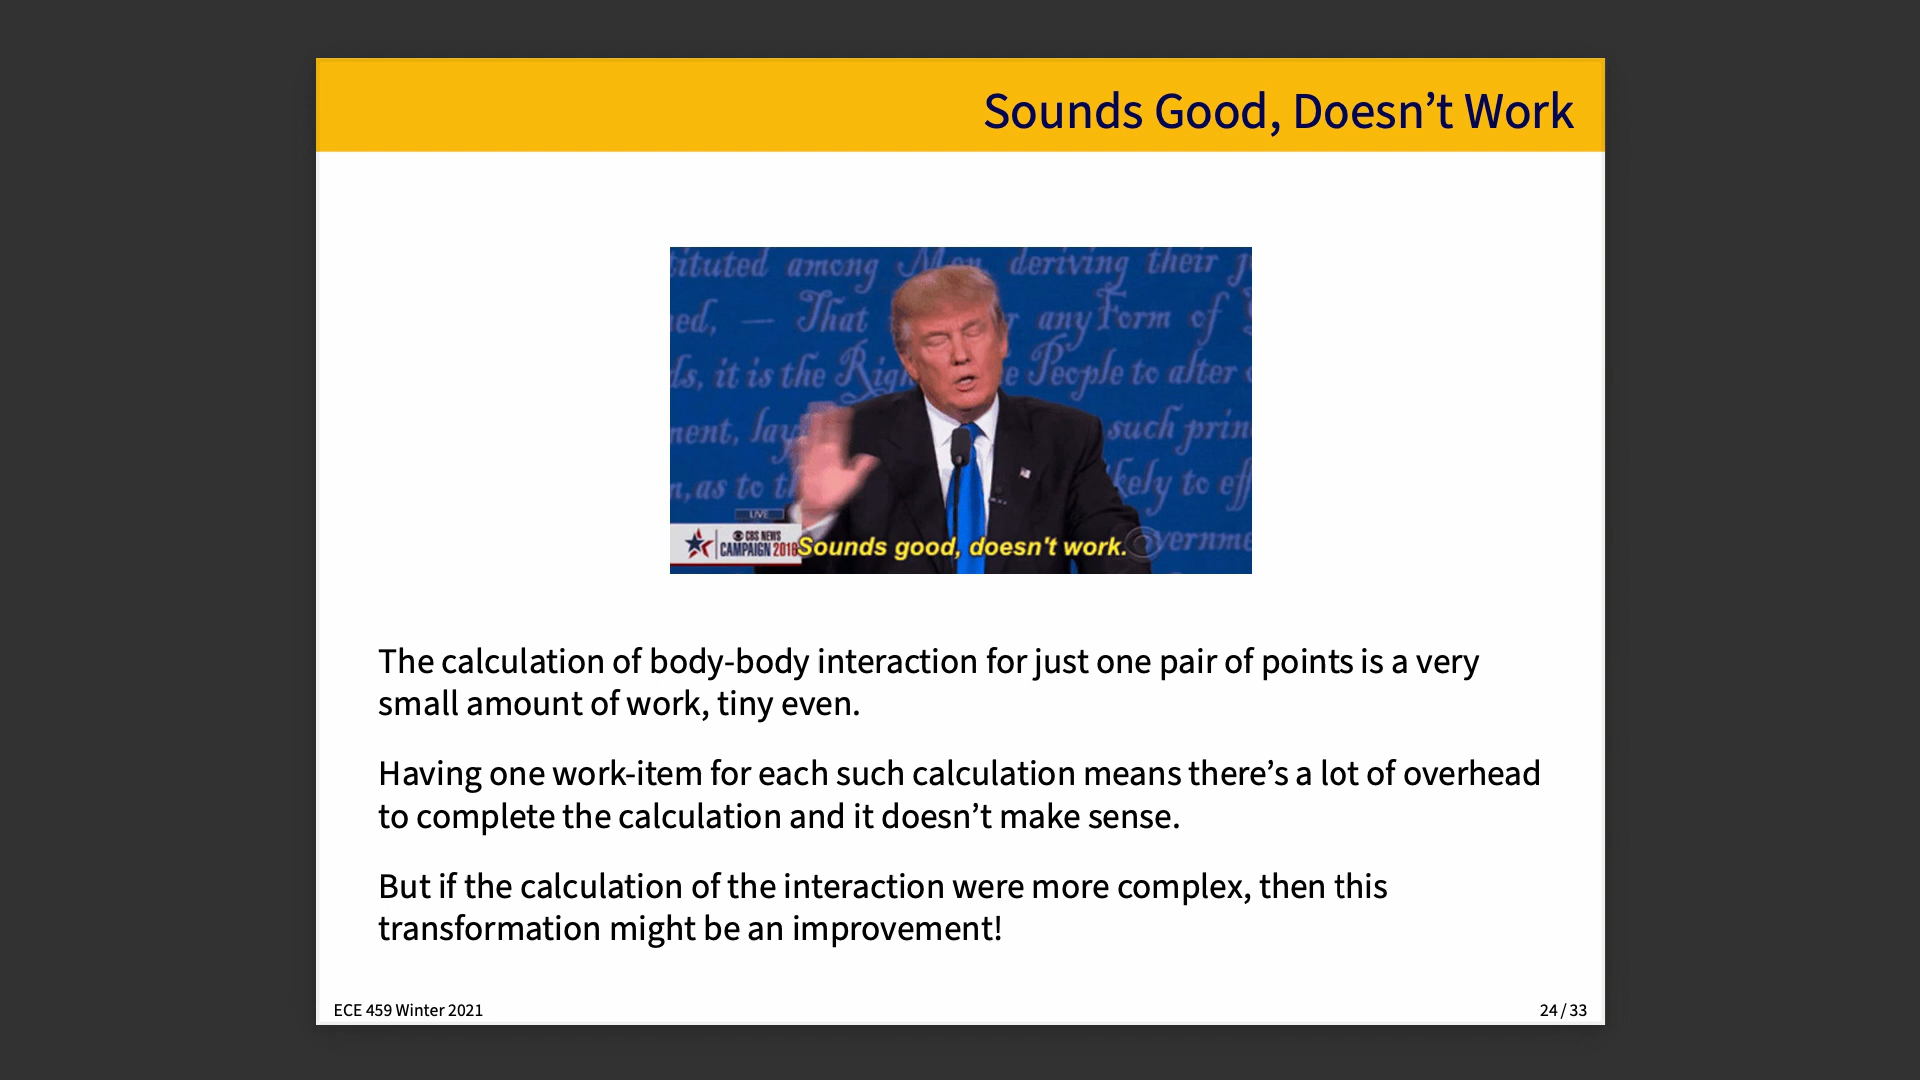 Sounds Good, Doesn’t Work
tituted among Men deriving their
ed, — That any Form of
ls, it is the Right e People to alter
ment, lay such prin
n, as to th kely to eff
LIVE
CBS NEWS
CAMPAIGN 2016
Sounds good, doesn't work.
vernme
The calculation of body-body interaction for just one pair of points is a very
small amount of work, tiny even.
Having one work-item for each such calculation means there’s a lot of overhead
to complete the calculation and it doesn’t make sense.
But if the calculation of the interaction were more complex, then this
transformation might be an improvement!
ECE 459 Winter 2021
24 / 33